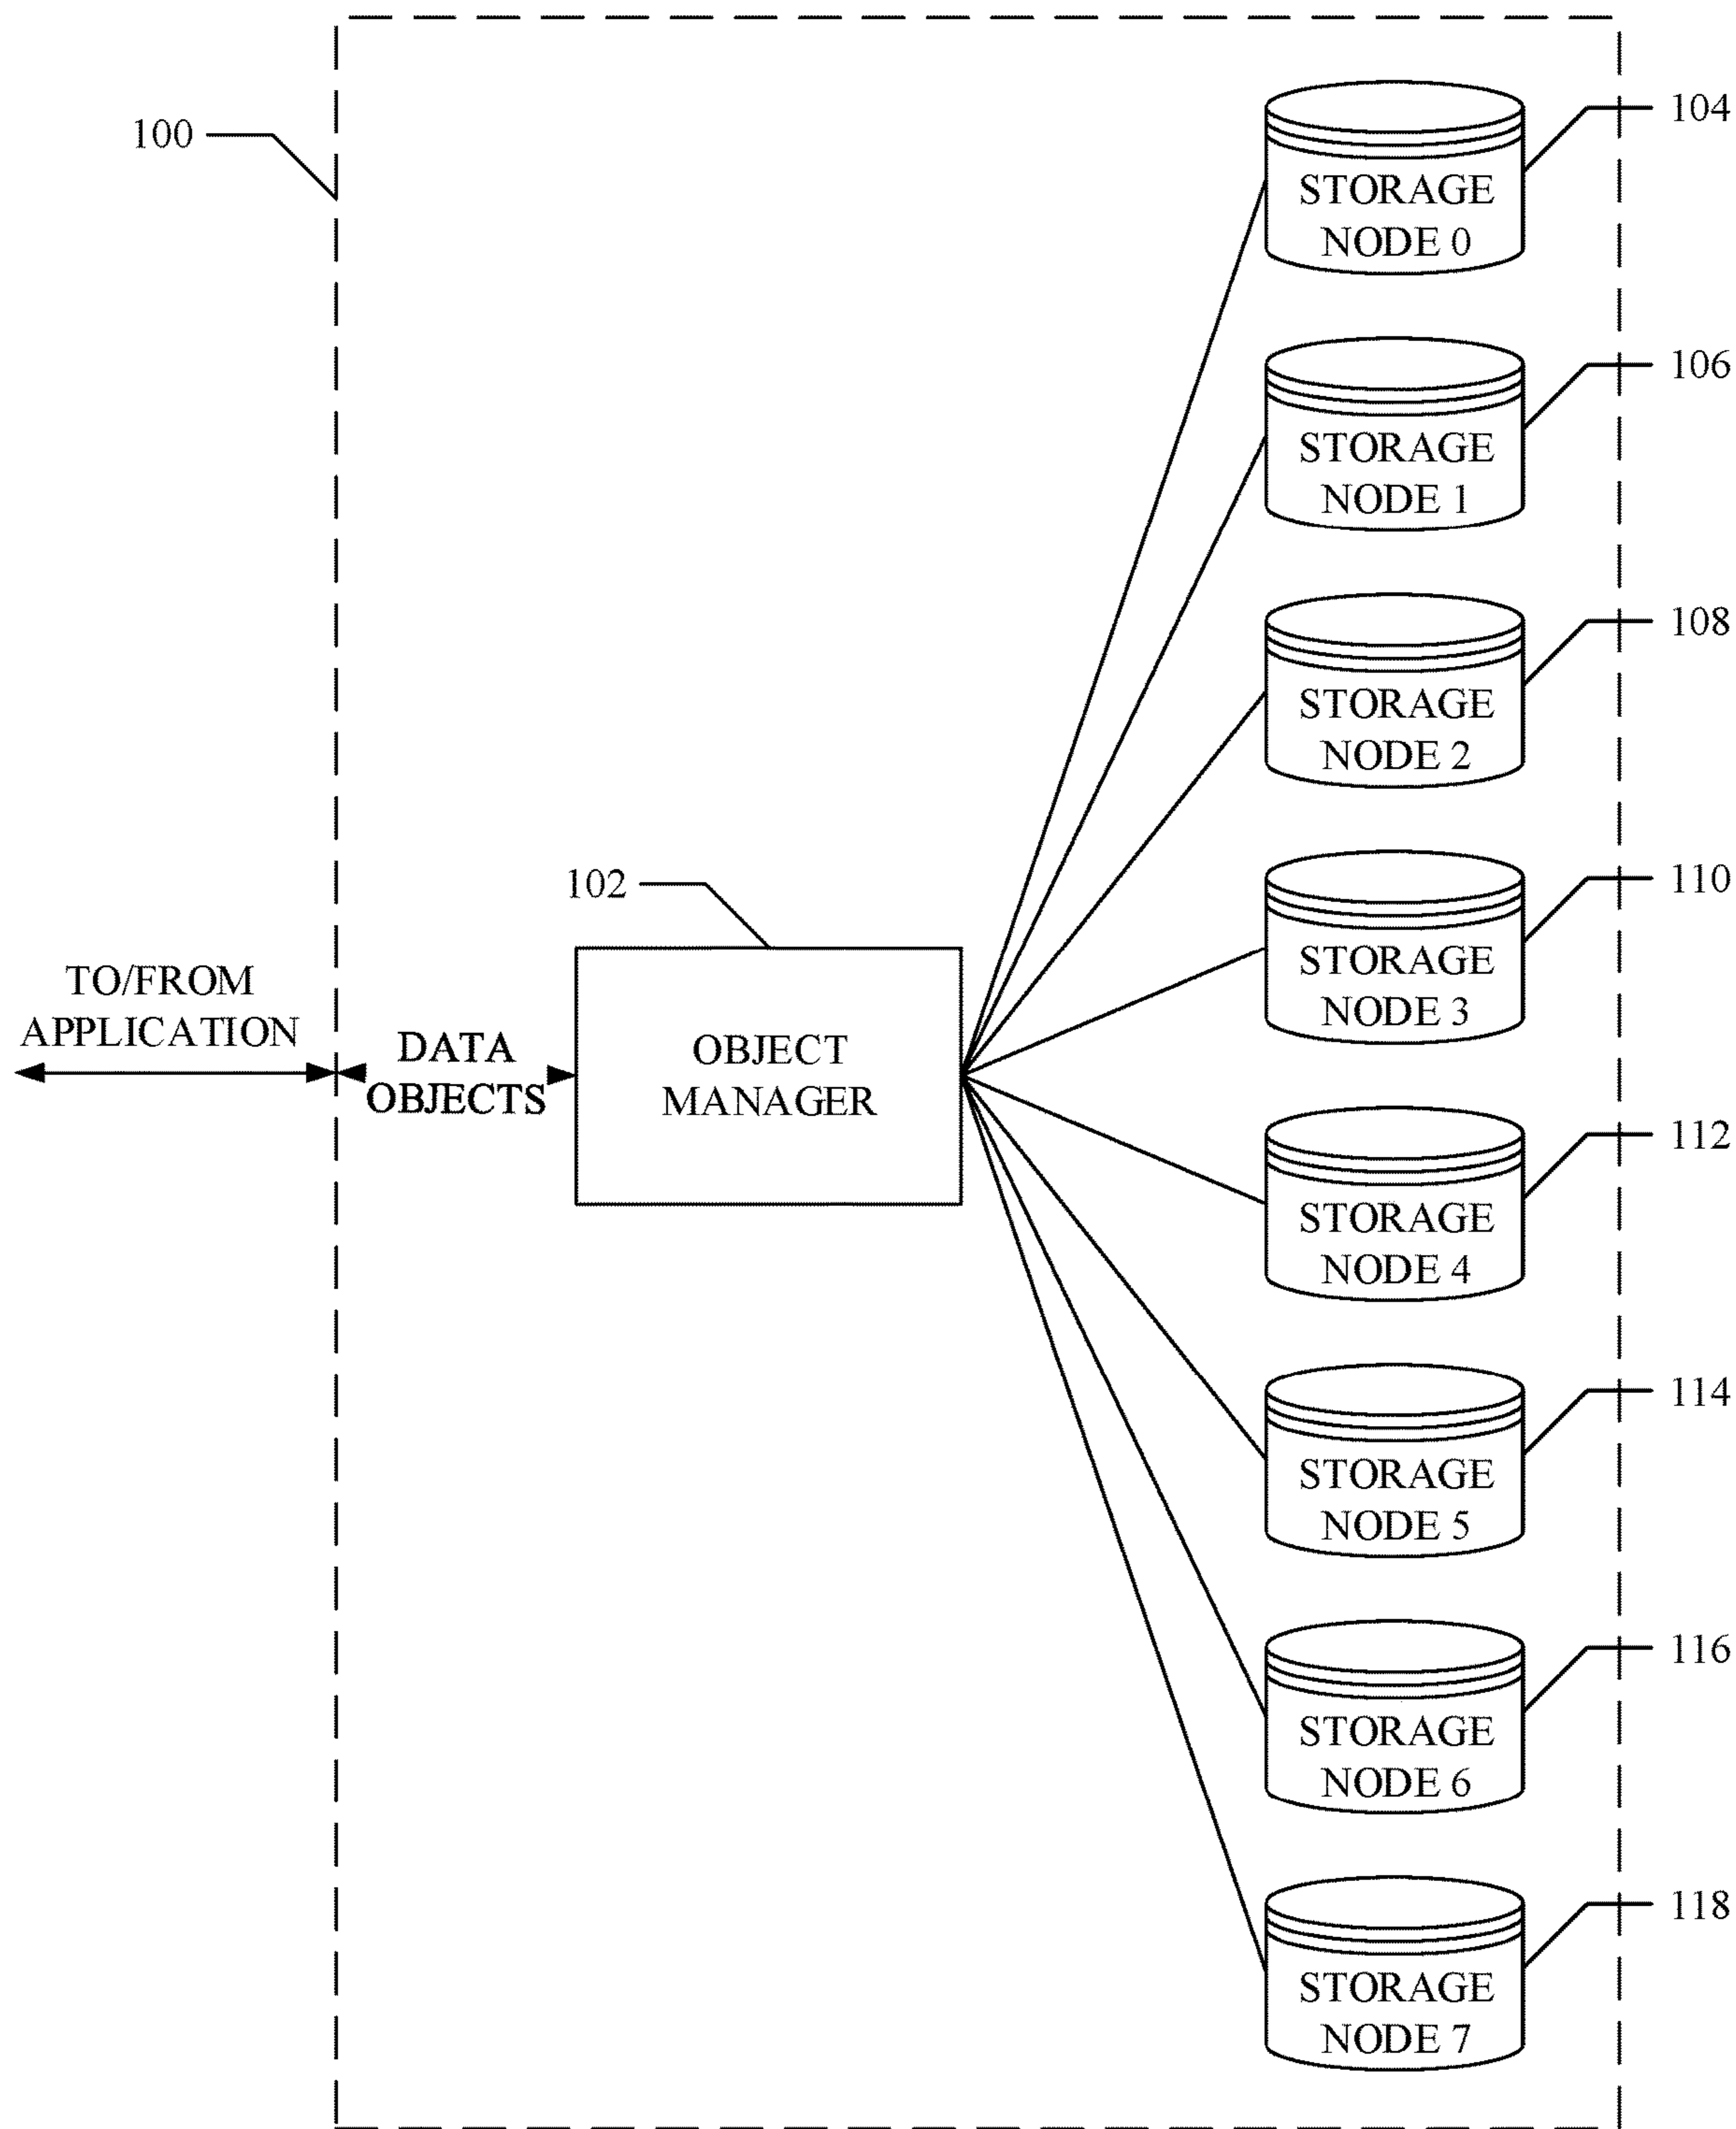 100
104
STORAGE
NODE 0
106
STORAGE
NODE 1
108
STORAGE
NODE 2
102
110
STORAGE
NODE 3
TO/FROM
APPLICATION
DATA
OBJECTS
OBJECT
MANAGER
112
STORAGE
NODE 4
114
STORAGE
NODE 5
116
STORAGE
NODE 6
118
STORAGE
NODE 7